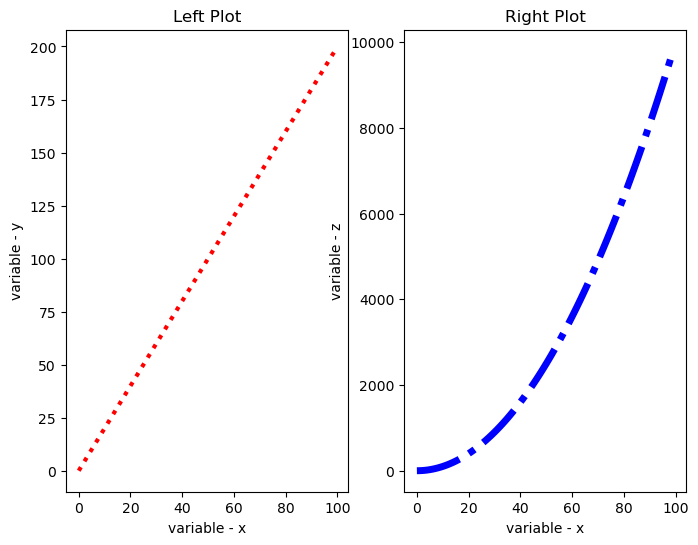 Left Plot
200
175
150
125
100
75
50
25
0
variable - y
0 20 40 60 80 100
variable - x
Right Plot
10000
8000
6000
4000
2000
0
variable - z
0 20 40 60 80 100
variable - x